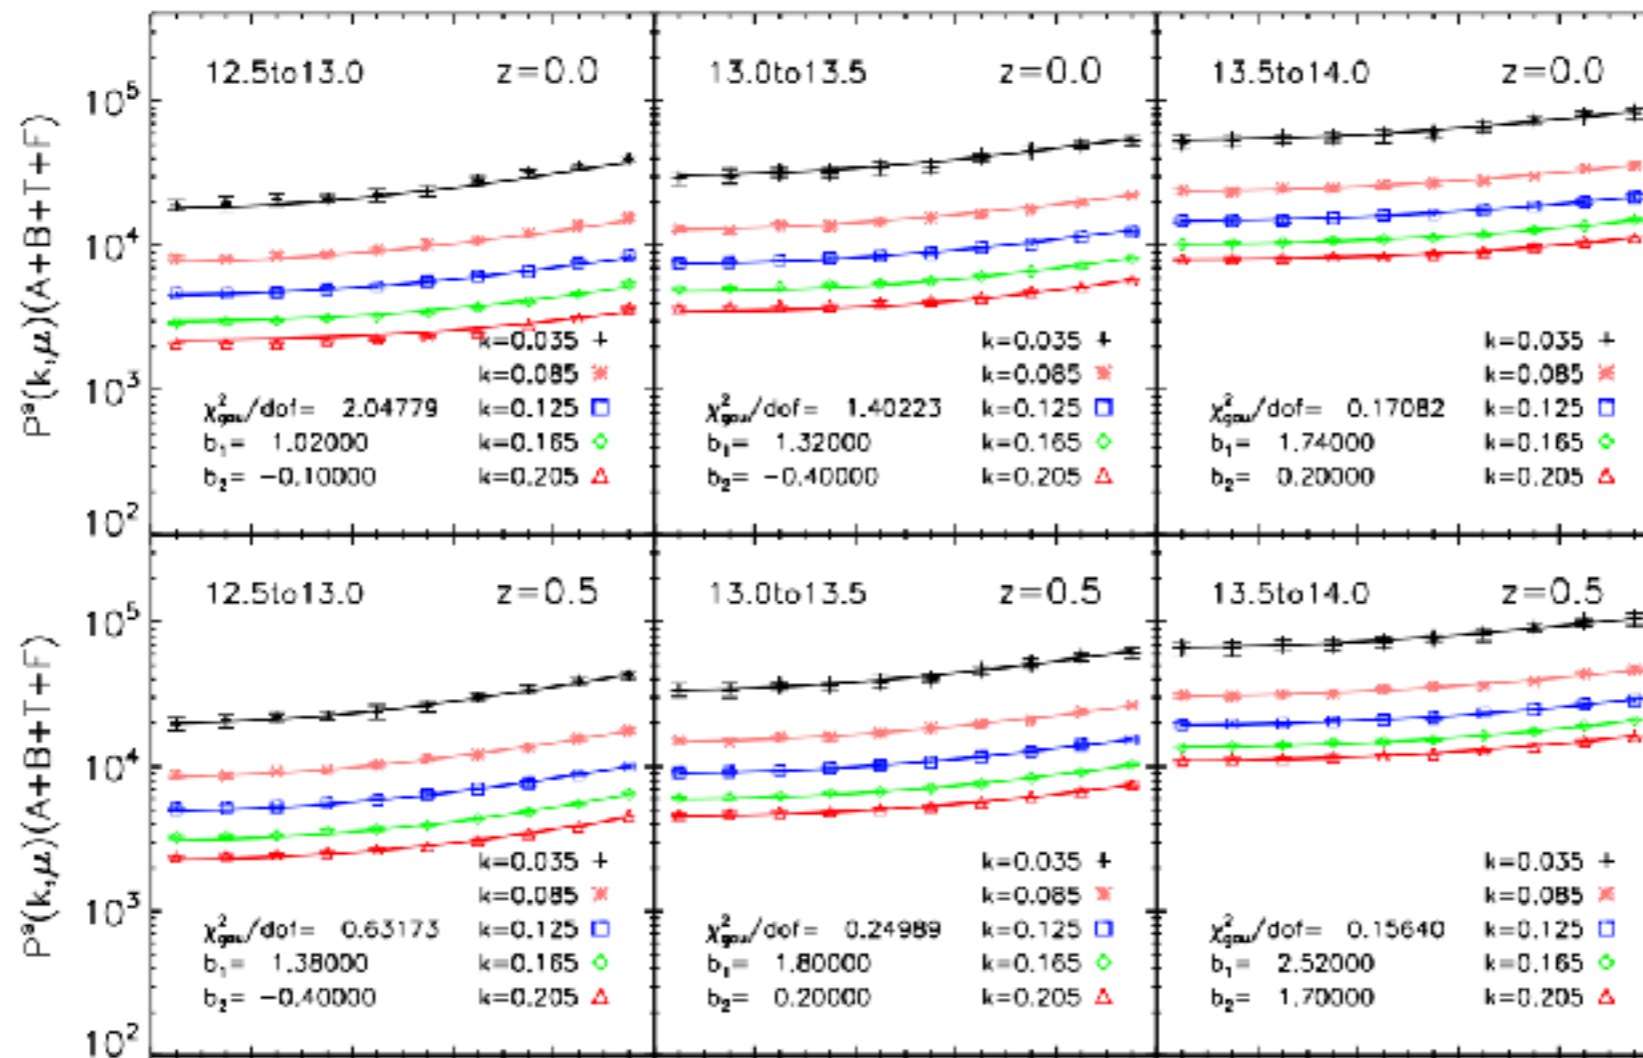 12.5to13.0 z=0.0
13.0to13.5 z=0.0
13.5to14.0 z=0.0
10⁵
10⁴
10³
10²
Pˢ(k,μ)(A+B+T+F)
k=0.035
k=0.085
χ²gau/dof= 2.04779 k=0.125
b₁= 1.02000 k=0.165
b₂= −0.10000 k=0.205
k=0.035
k=0.085
χ²gau/dof= 1.40223 k=0.125
b₁= 1.32000 k=0.165
b₂= −0.40000 k=0.205
k=0.035
k=0.085
χ²gau/dof= 0.17082 k=0.125
b₁= 1.74000 k=0.165
b₂= 0.20000 k=0.205
12.5to13.0 z=0.5
13.0to13.5 z=0.5
13.5to14.0 z=0.5
10⁵
10⁴
10³
10²
Pˢ(k,μ)(A+B+T+F)
k=0.035
k=0.085
χ²gau/dof= 0.63173 k=0.125
b₁= 1.38000 k=0.165
b₂= −0.40000 k=0.205
k=0.035
k=0.085
χ²gau/dof= 0.24989 k=0.125
b₁= 1.80000 k=0.165
b₂= 0.20000 k=0.205
k=0.035
k=0.085
χ²gau/dof= 0.15640 k=0.125
b₁= 2.52000 k=0.165
b₂= 1.70000 k=0.205